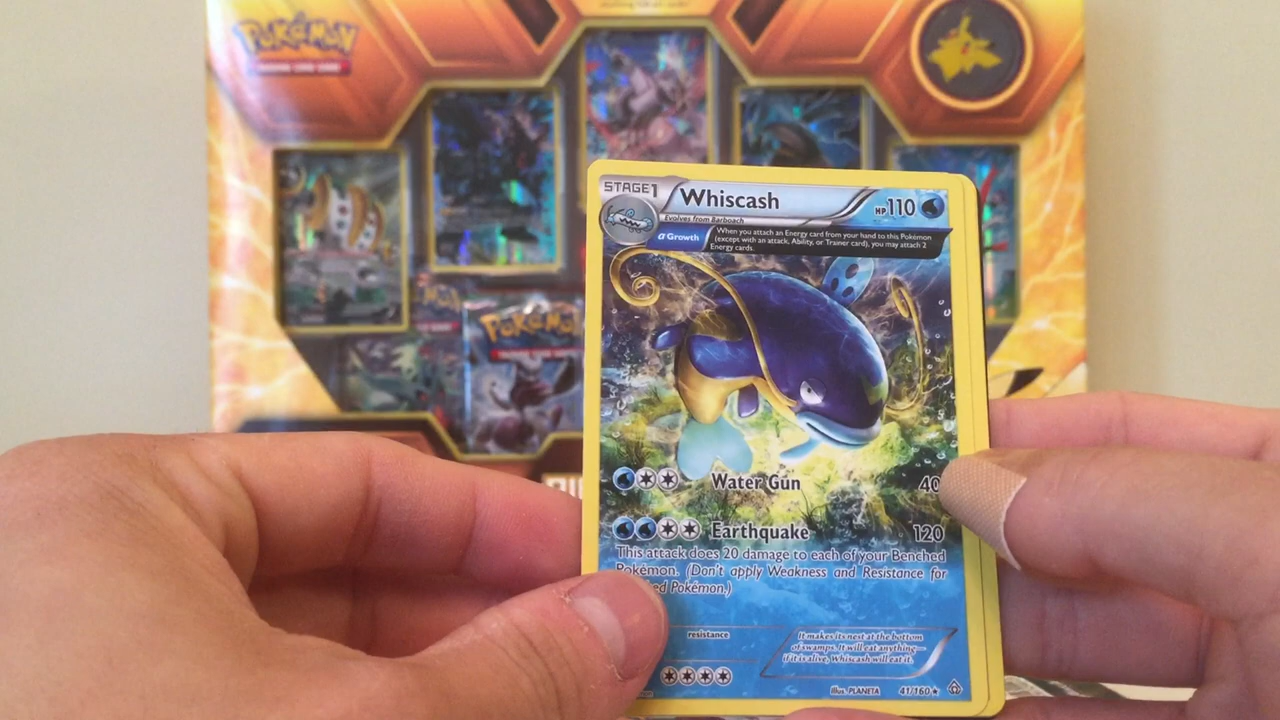 POKéMON
POKéMON
STAGE1
Whiscash
HP110
Evolves from Barboach
α Growth
When you attach an Energy card from your hand to this Pokémon
(except with an attack, Ability, or Trainer card), you may attach 2
Energy cards.
Water Gun 40
Earthquake 120
This attack does 20 damage to each of your Benched
Pokémon. (Don't apply Weakness and Resistance for
Pokémon.)
resistance
It makes its nest at the bottom
of swamps. It will eat anything—
if it is alive, Whiscash will eat it.
Illus. PLANETA
41/160